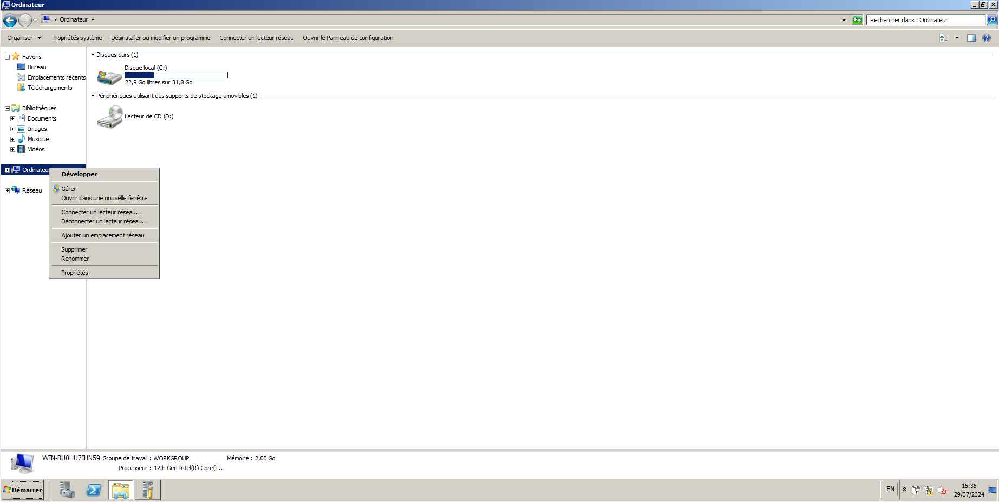 Ordinateur
Ordinateur
Rechercher dans : Ordinateur
Organiser Propriétés système Désinstaller ou modifier un programme Connecter un lecteur réseau Ouvrir le Panneau de configuration
Favoris
Bureau
Emplacements récents
Téléchargements
Bibliothèques
Documents
Images
Musique
Vidéos
Ordinateur
Réseau
Disques durs (1)
Disque local (C:)
22,9 Go libres sur 31,8 Go
Périphériques utilisant des supports de stockage amovibles (1)
Lecteur de CD (D:)
Développer
Gérer
Ouvrir dans une nouvelle fenêtre
Connecter un lecteur réseau...
Déconnecter un lecteur réseau...
Ajouter un emplacement réseau
Supprimer
Renommer
Propriétés
WIN-BU0HU7IHN59 Groupe de travail : WORKGROUP Mémoire : 2,00 Go
Processeur : 12th Gen Intel(R) Core(T...
Démarrer
EN
15:35
29/07/2024